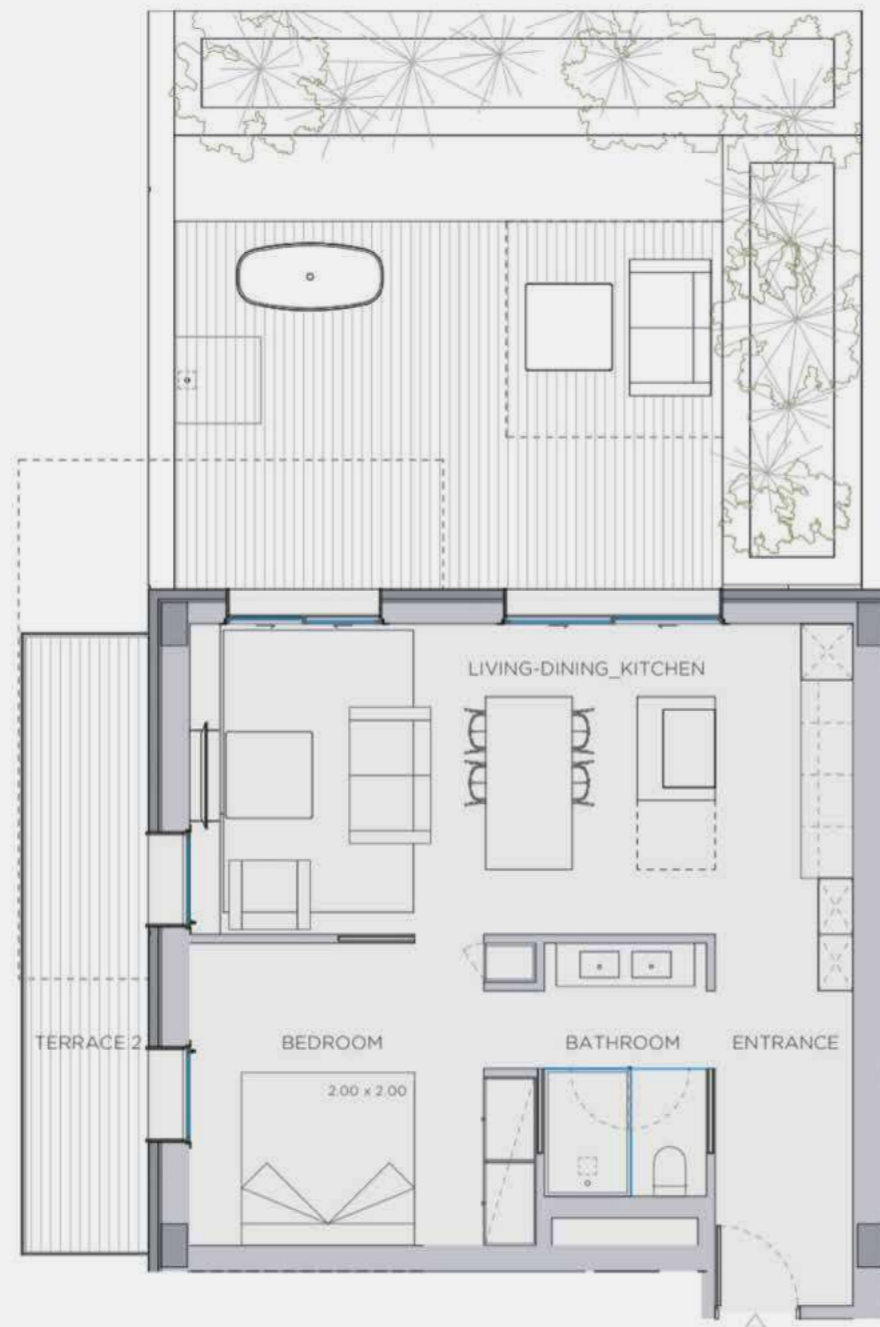 LIVING-DINING_KITCHEN
TERRACE 2
BEDROOM
BATHROOM
ENTRANCE
2.00 x 2.00